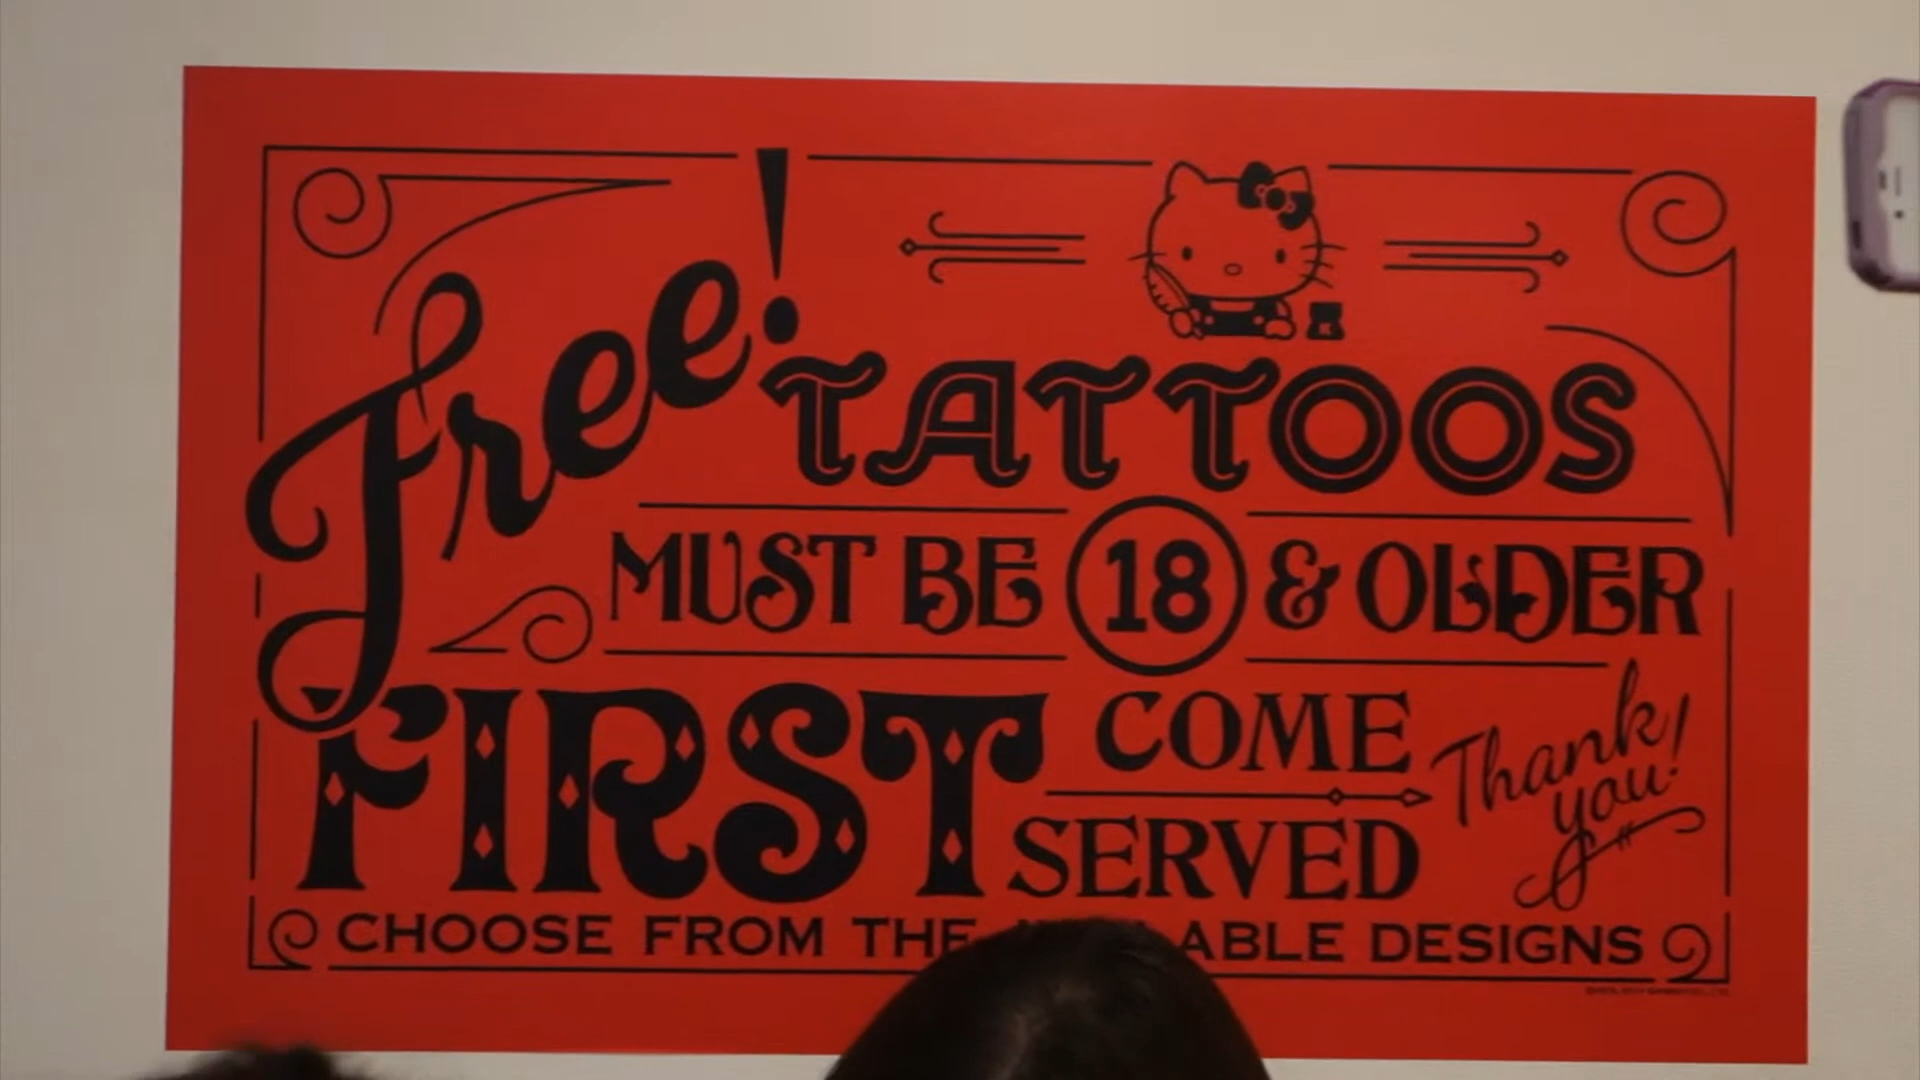 Free! TATTOOS
MUST BE 18 & OLDER
FIRST COME
SERVED
Thank
you!
CHOOSE FROM THE ABLE DESIGNS